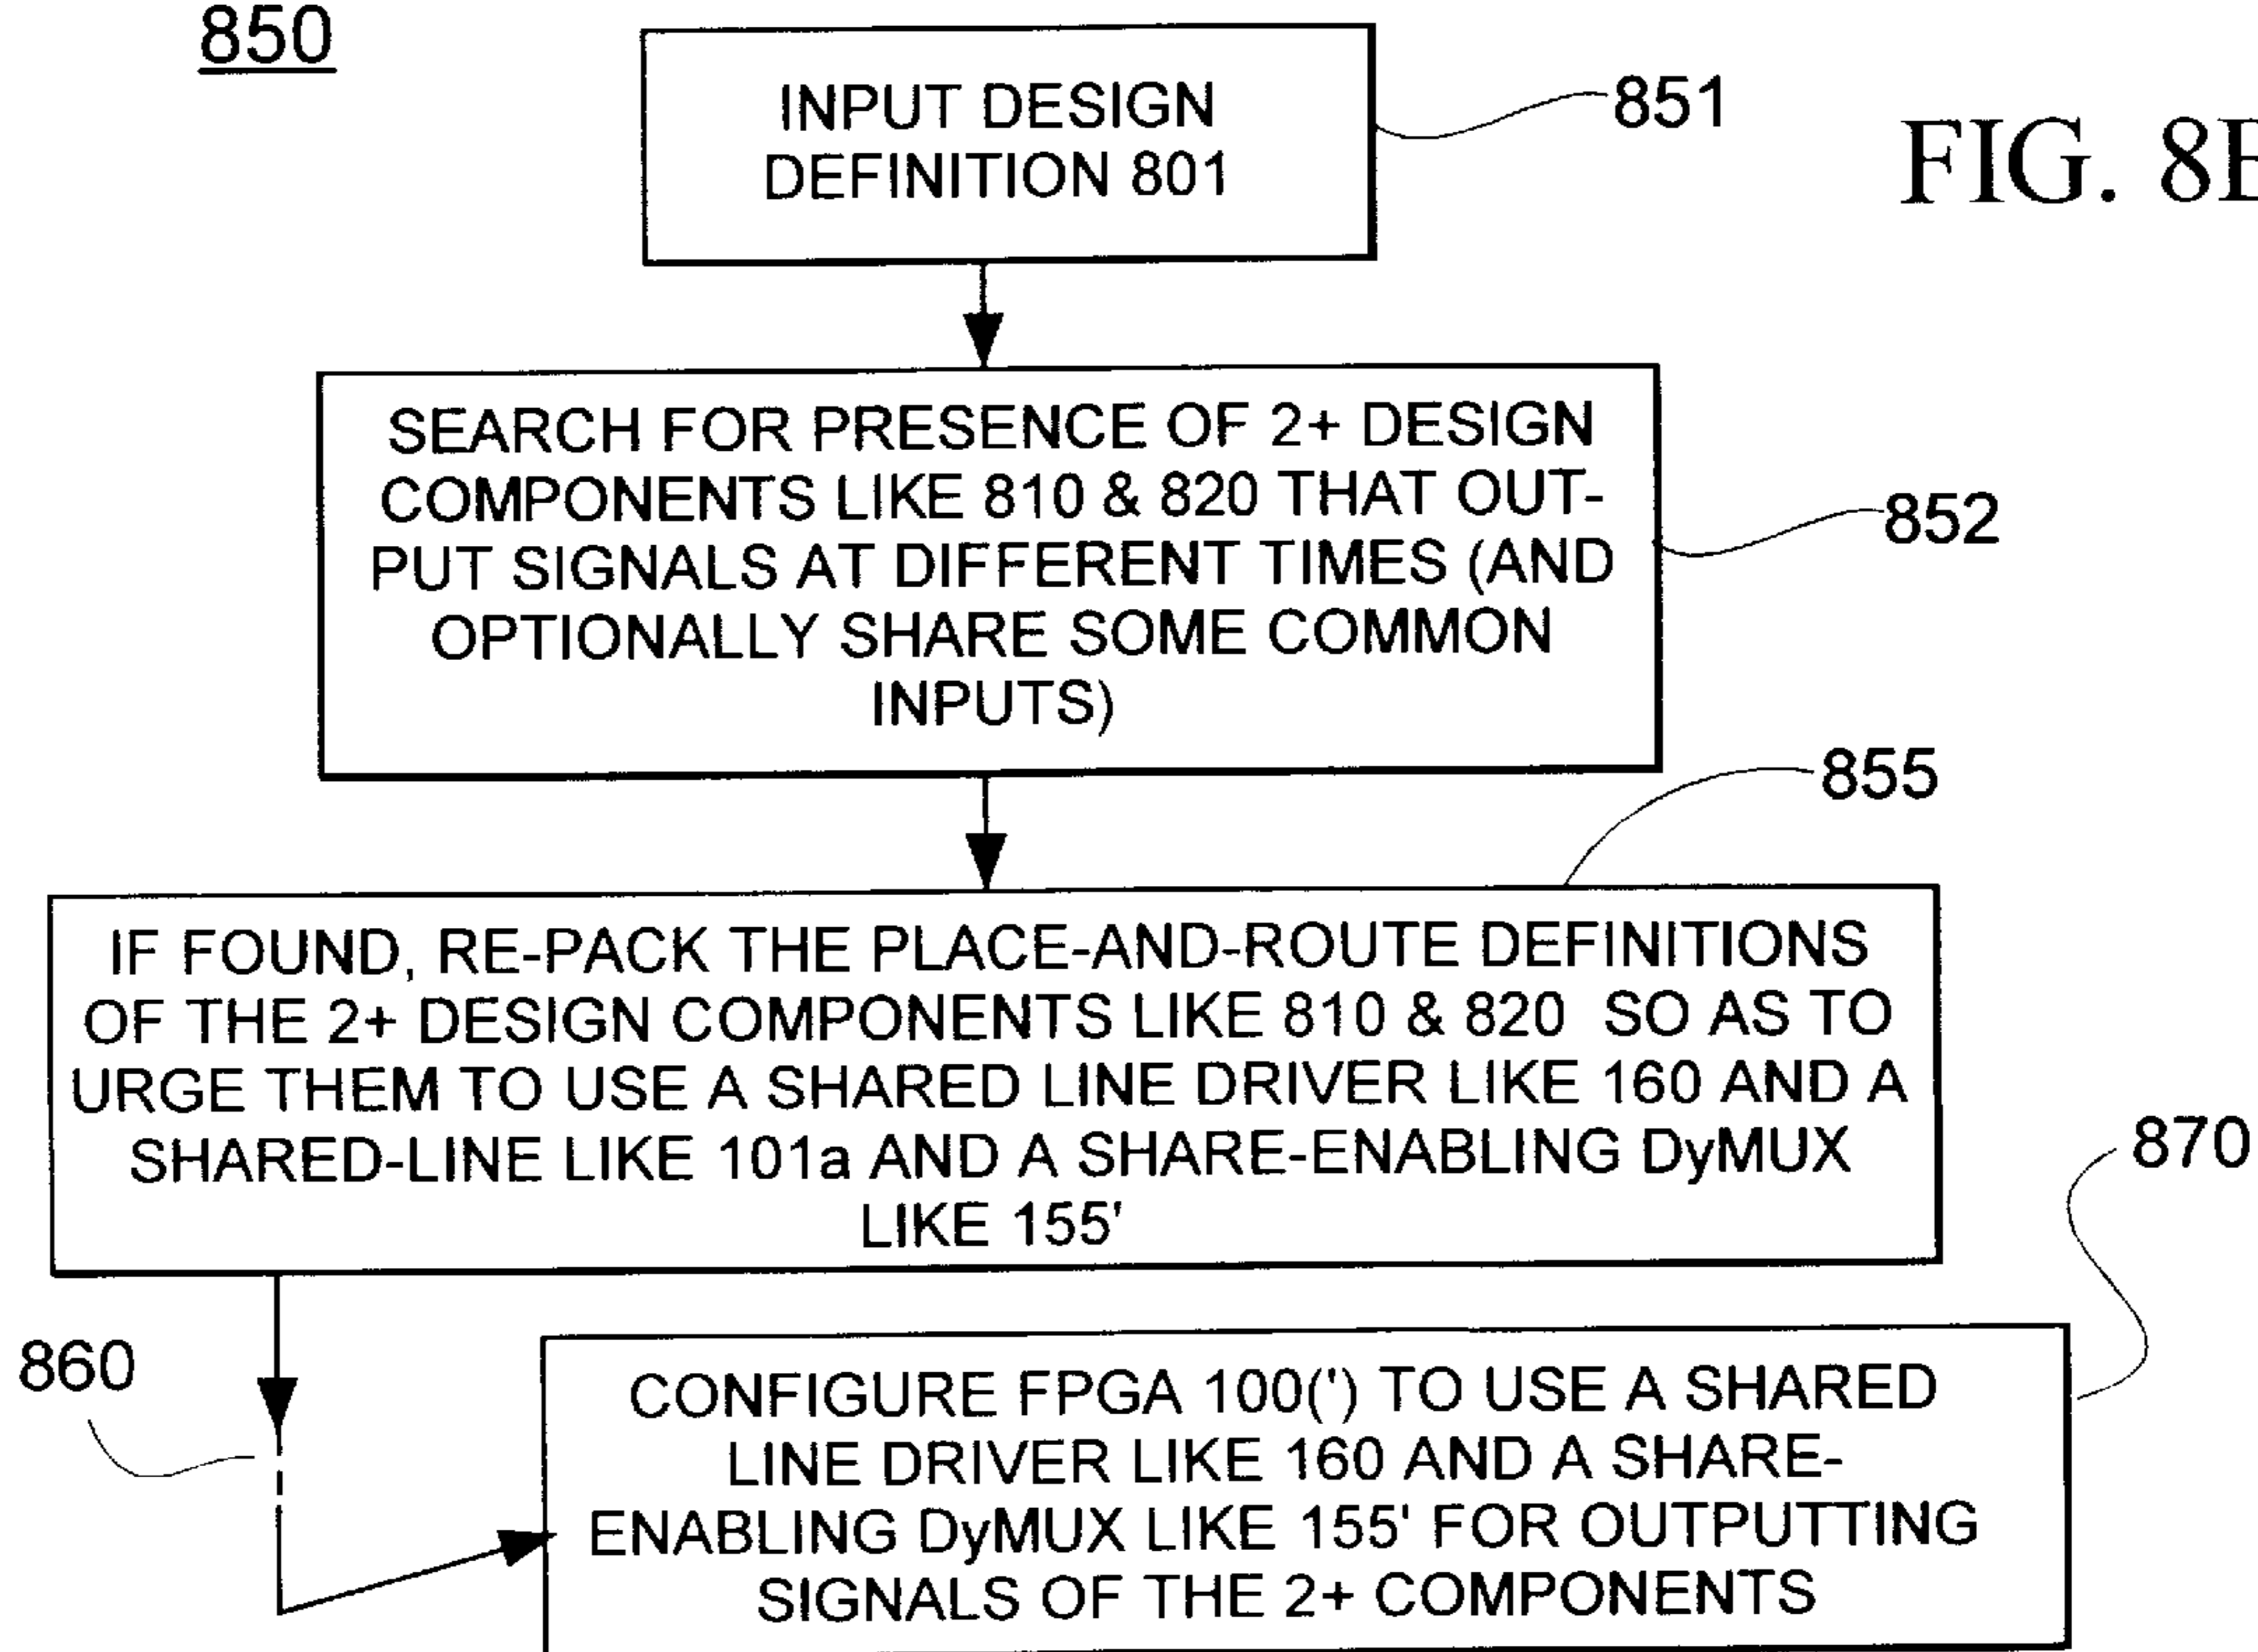 850
INPUT DESIGN
DEFINITION 801
851
FIG. 8B
SEARCH FOR PRESENCE OF 2+ DESIGN
COMPONENTS LIKE 810 & 820 THAT OUT-
PUT SIGNALS AT DIFFERENT TIMES (AND
OPTIONALLY SHARE SOME COMMON
INPUTS)
852
855
IF FOUND, RE-PACK THE PLACE-AND-ROUTE DEFINITIONS
OF THE 2+ DESIGN COMPONENTS LIKE 810 & 820 SO AS TO
URGE THEM TO USE A SHARED LINE DRIVER LIKE 160 AND A
SHARED-LINE LIKE 101a AND A SHARE-ENABLING DyMUX
LIKE 155'
870
860
CONFIGURE FPGA 100(') TO USE A SHARED
LINE DRIVER LIKE 160 AND A SHARE-
ENABLING DyMUX LIKE 155' FOR OUTPUTTING
SIGNALS OF THE 2+ COMPONENTS